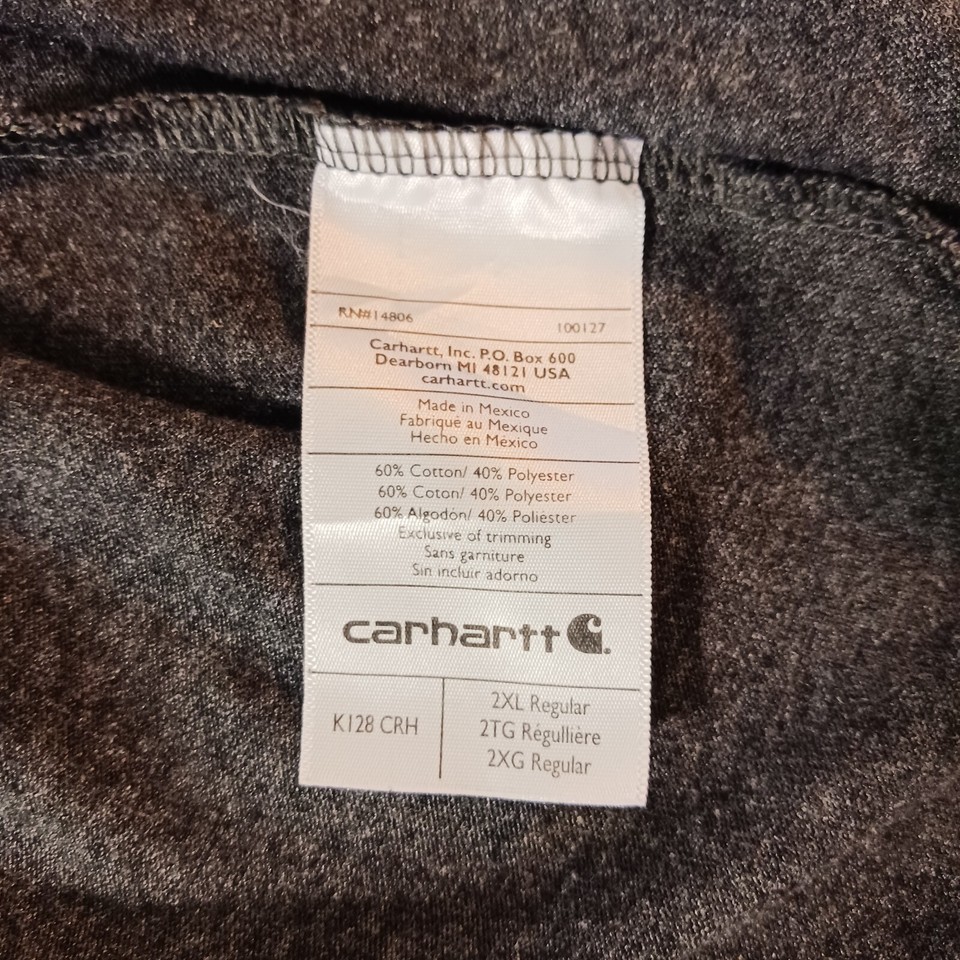 RN#14806 100127
Carhartt, Inc. P.O. Box 600
Dearborn MI 48121 USA
carhartt.com
Made in Mexico
Fabriqué au Mexique
Hecho en México
60% Cotton/ 40% Polyester
60% Coton/ 40% Polyester
60% Algodón/ 40% Poliéster
Exclusive of trimming
Sans garniture
Sin incluir adorno
carhartt
K128 CRH
2XL Regular
2TG Régullière
2XG Regular